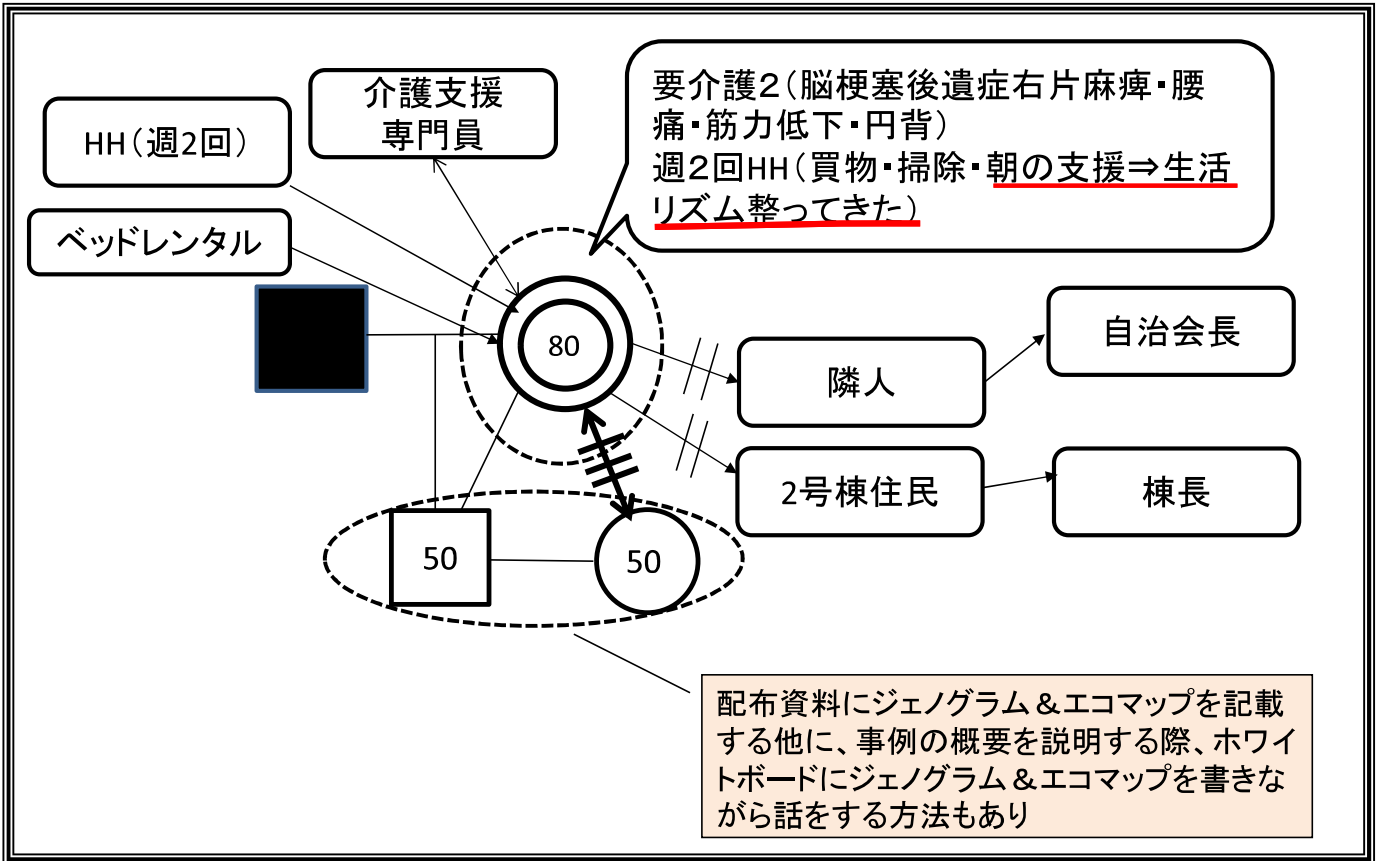 介護支援
専門員
HH(週2回)
ベッドレンタル
要介護2(脳梗塞後遺症右片麻痺・腰
痛・筋力低下・円背)
週2回HH(買物・掃除・朝の支援⇒生活
リズム整ってきた)
80
隣人
自治会長
2号棟住民
棟長
50
50
配布資料にジェノグラム&エコマップを記載
する他に、事例の概要を説明する際、ホワイ
トボードにジェノグラム&エコマップを書きな
がら話をする方法もあり